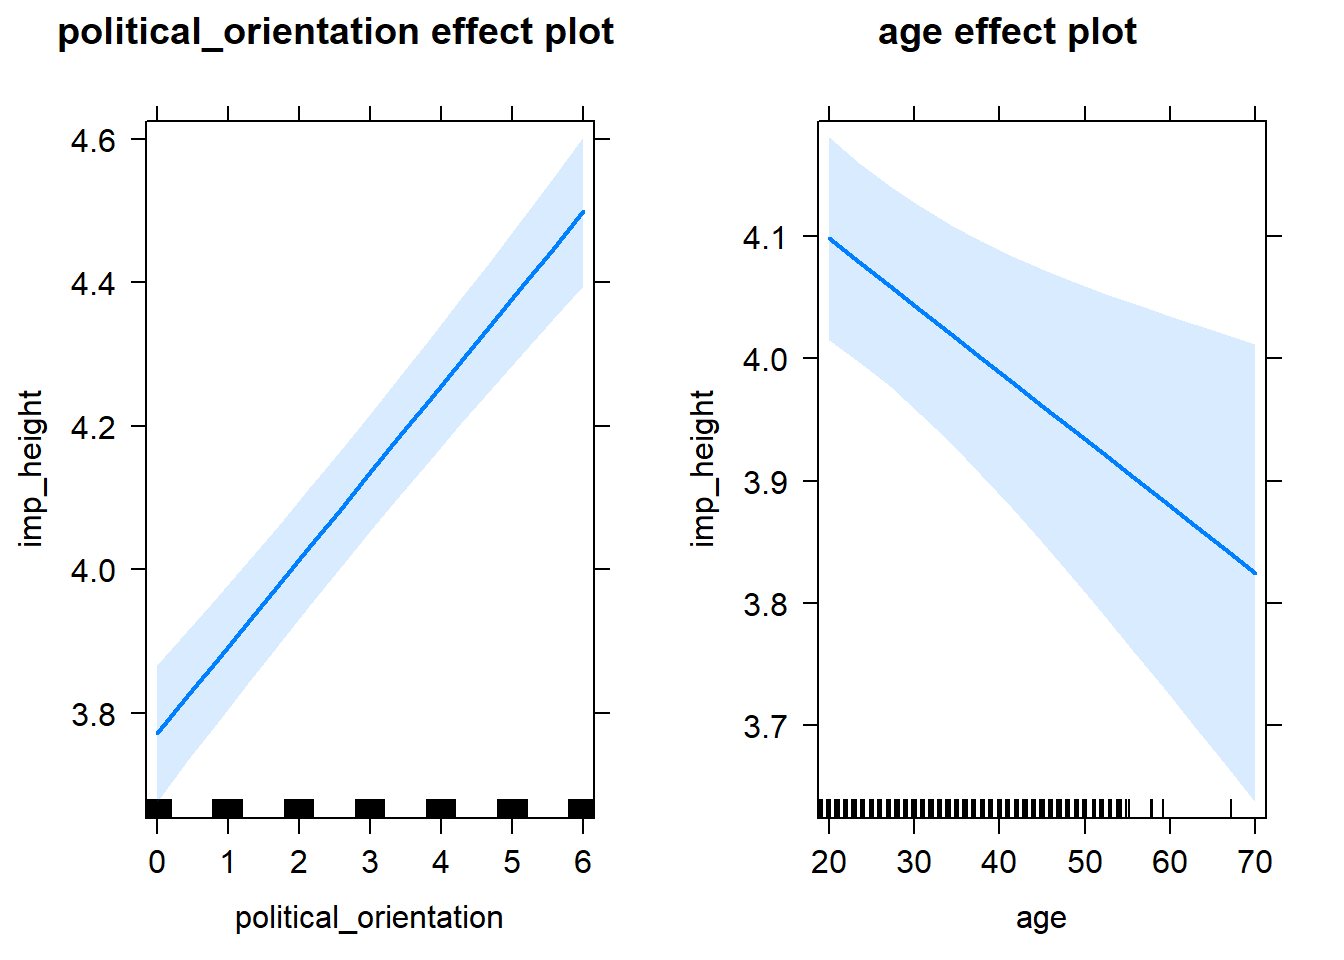 political_orientation effect plot
imp_height
4.6
4.4
4.2
4.0
3.8
0 1 2 3 4 5 6
political_orientation
age effect plot
imp_height
4.1
4.0
3.9
3.8
3.7
20 30 40 50 60 70
age